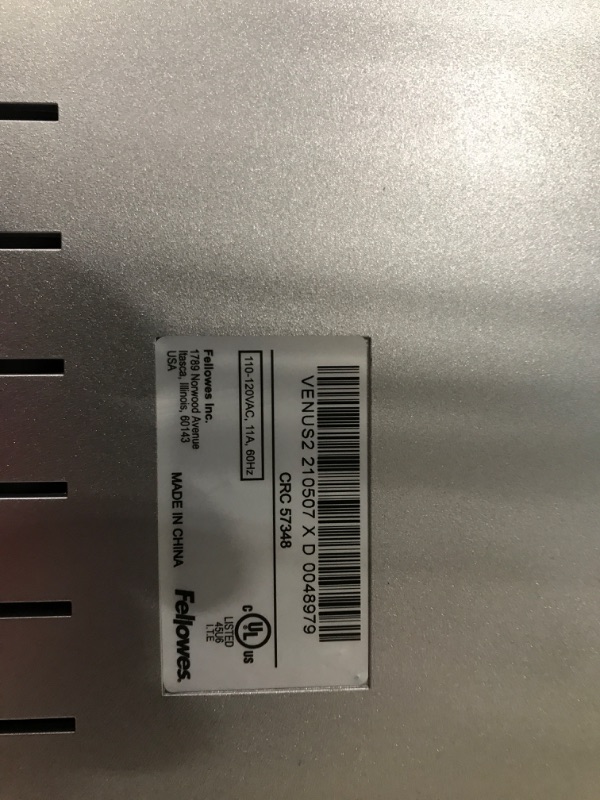 VENUS2 210507 X D 0048979
CRC 57348
110-120VAC, 11A, 60Hz
C UL US
LISTED
45U6
I.T.E
Fellowes Inc.
1789 Norwood Avenue
Itasca, Illinois, 60143
USA
MADE IN CHINA
Fellowes.